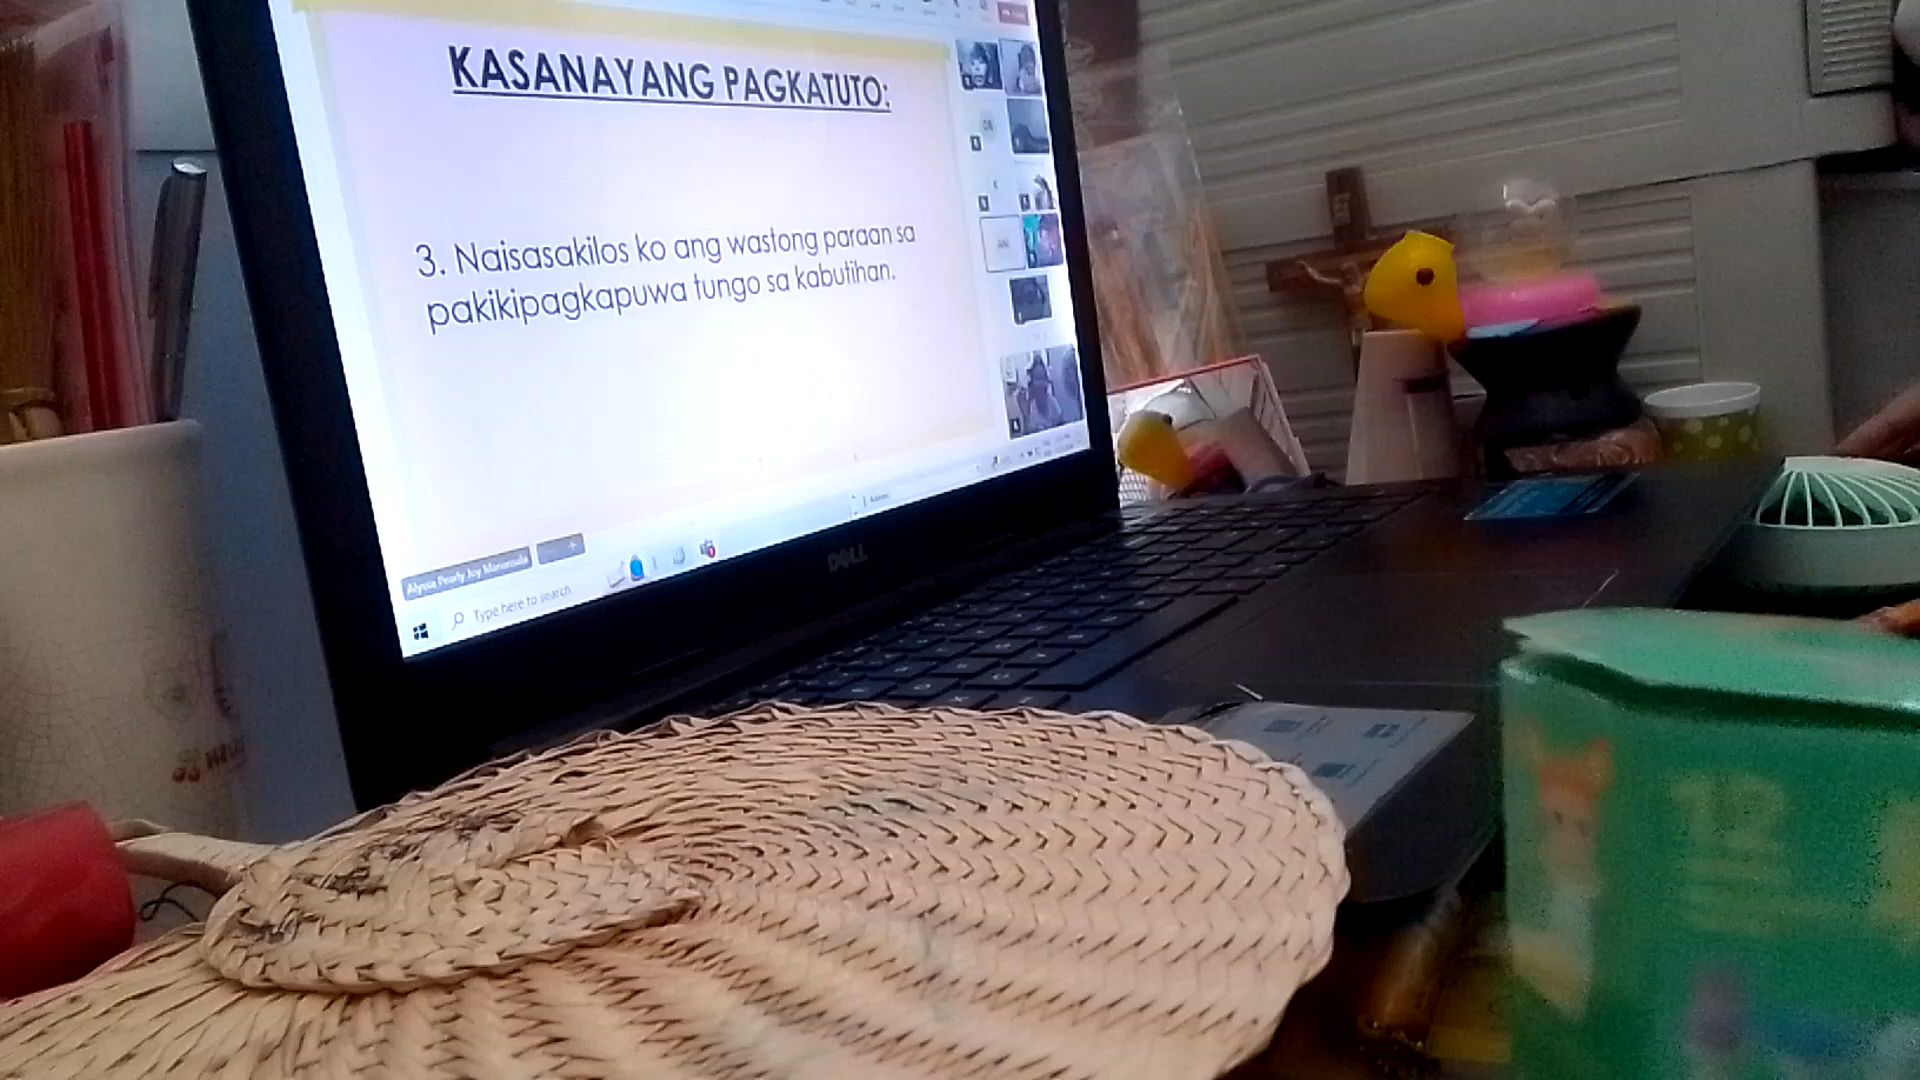 KASANAYANG PAGKATUTO:
3. Naisasakilos ko ang wastong paraan sa
pakikipagkapuwa tungo sa kabutihan.
Type here to search
DELL